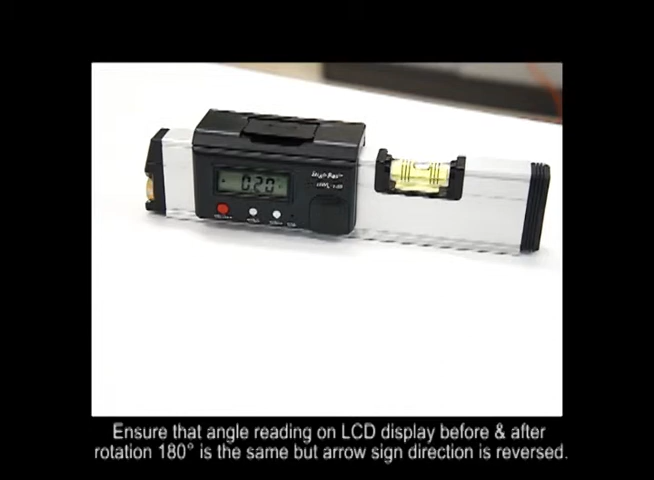 0.20
Ensure that angle reading on LCD display before & after
rotation 180° is the same but arrow sign direction is reversed.